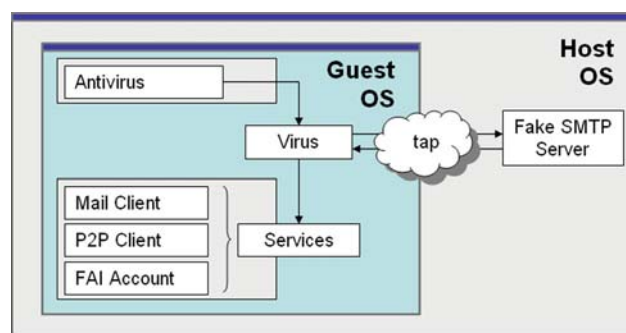 Host
OS
Guest
OS
Antivirus
Virus
tap
Fake SMTP
Server
Mail Client
P2P Client
FAI Account
Services